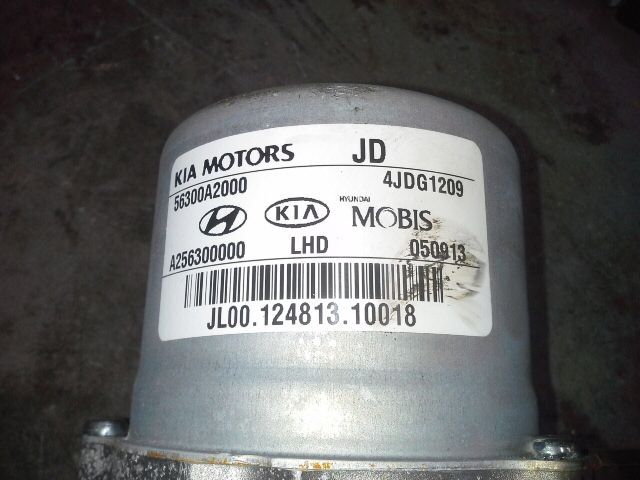 KIA MOTORS JD
56300A2000 4JDG1209
KIA HYUNDAI MOBIS
A256300000 LHD 050913
JL00.124813.10018